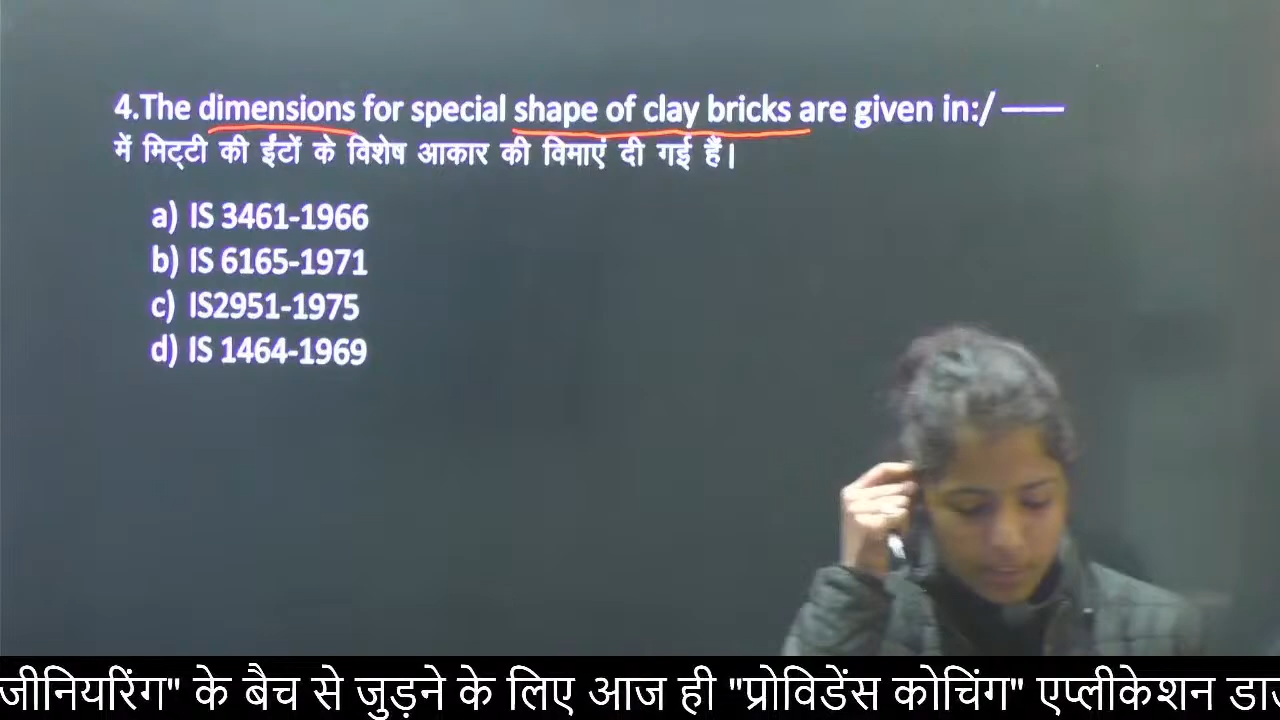 4.The dimensions for special shape of clay bricks are given in:/ ——
में मिट्टी की ईंटों के विशेष आकार की विमाएं दी गई हैं।
a) IS 3461-1966
b) IS 6165-1971
c) IS2951-1975
d) IS 1464-1969
जीनियरिंग" के बैच से जुड़ने के लिए आज ही "प्रोविडेंस कोचिंग" एप्लीकेशन